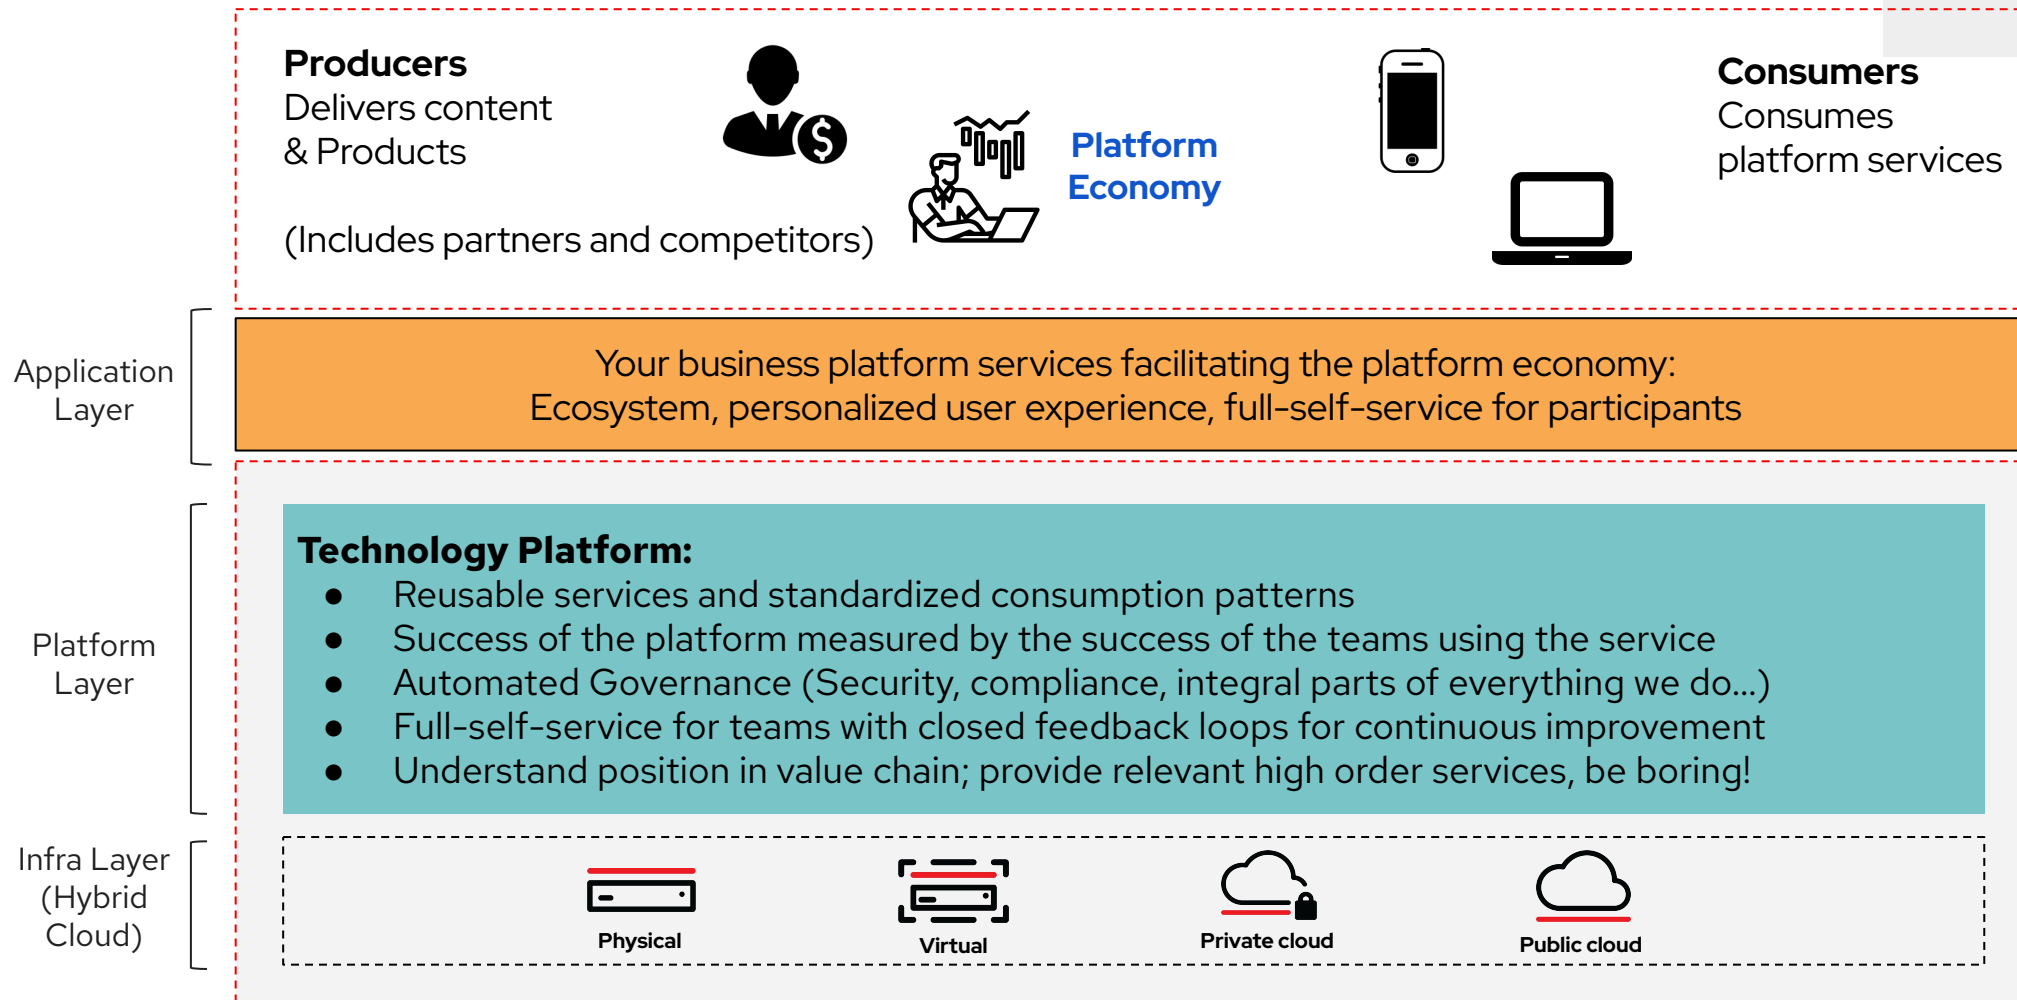 Producers
Delivers content
& Products
(Includes partners and competitors)
$
Platform
Economy
Consumers
Consumes
platform services
Application
Layer
Your business platform services facilitating the platform economy:
Ecosystem, personalized user experience, full-self-service for participants
Platform
Layer
Technology Platform:
● Reusable services and standardized consumption patterns
● Success of the platform measured by the success of the teams using the service
● Automated Governance (Security, compliance, integral parts of everything we do...)
● Full-self-service for teams with closed feedback loops for continuous improvement
● Understand position in value chain; provide relevant high order services, be boring!
Infra Layer
(Hybrid
Cloud)
Physical
Virtual
Private cloud
Public cloud